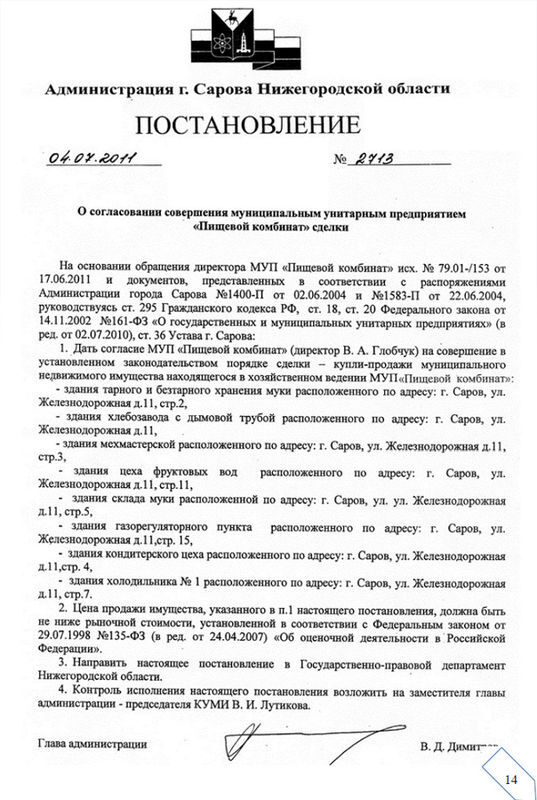 Администрация г. Сарова Нижегородской области
ПОСТАНОВЛЕНИЕ
04.07.2011 № 2713
О согласовании совершения муниципальным унитарным предприятием
«Пищевой комбинат» сделки
На основании обращения директора МУП «Пищевой комбинат» исх. № 79.01-/153 от
17.06.2011 и документов, представленных в соответствии с распоряжениями
Администрации города Сарова №1400-П от 02.06.2004 и №1583-П от 22.06.2004,
руководствуясь ст. 295 Гражданского кодекса РФ, ст. 18, ст. 20 Федерального закона от
14.11.2002 №161-ФЗ «О государственных и муниципальных унитарных предприятиях» (в
ред. от 02.07.2010), ст. 36 Устава г. Сарова:
1. Дать согласие МУП «Пищевой комбинат» (директор В. А. Глобчук) на совершение в
установленном законодательством порядке сделки – купли-продажи муниципального
недвижимого имущества находящегося в хозяйственном ведении МУП«Пищевой комбинат»:
- здания тарного и безтарного хранения муки расположенного по адресу: г. Саров, ул.
Железнодорожная д.11, стр.2,
- здания хлебозавода с дымовой трубой расположенного по адресу: г. Саров, ул.
Железнодорожная д.11,
- здания мехмастерской расположенного по адресу: г. Саров, ул. Железнодорожная д.11,
стр.3,
- здания цеха фруктовых вод расположенного по адресу: г. Саров, ул.
Железнодорожная д.11, стр.11,
- здания склада муки расположенной по адресу: г. Саров, ул. ул. Железнодорожная
д.11, стр.5,
- здания газорегуляторного пункта расположенного по адресу: г. Саров, ул.
Железнодорожная д.11,стр. 15,
- здания кондитерского цеха расположенного по адресу: г. Саров, ул. Железнодорожная
д.11,стр. 4,
- здания холодильника № 1 расположенного по адресу: г. Саров, ул. Железнодорожная
д.11, стр.7.
2. Цена продажи имущества, указанного в п.1 настоящего постановления, должна быть
не ниже рыночной стоимости, установленной в соответствии с Федеральным законом от
29.07.1998 №135-ФЗ (в ред. от 24.04.2007) «Об оценочной деятельности в Российской
Федерации».
3. Направить настоящее постановление в Государственно-правовой департамент
Нижегородской области.
4. Контроль исполнения настоящего постановления возложить на заместителя главы
администрации - председателя КУМИ В. И. Лутикова.
Глава администрации В. Д. Димитров
14